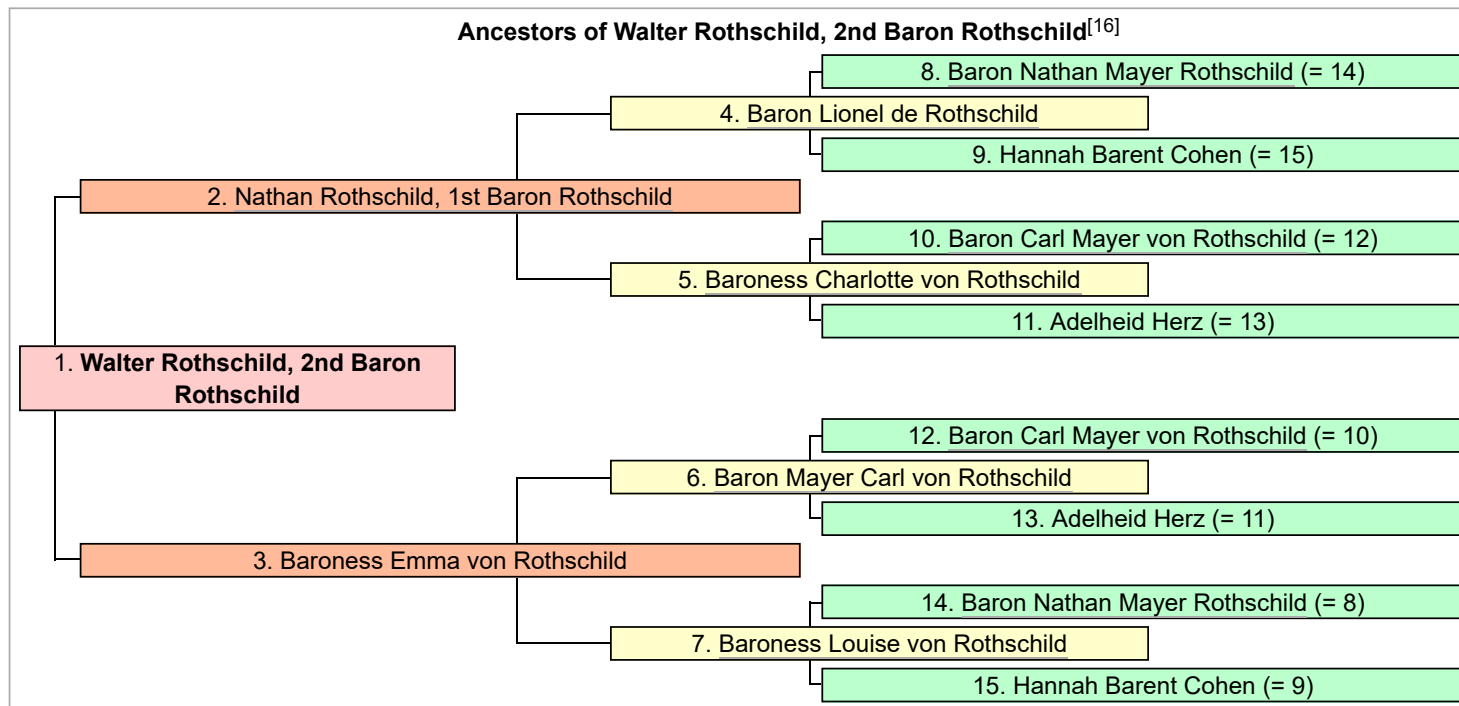 Ancestors of Walter Rothschild, 2nd Baron Rothschild[16]
8. Baron Nathan Mayer Rothschild (= 14)
4. Baron Lionel de Rothschild
9. Hannah Barent Cohen (= 15)
2. Nathan Rothschild, 1st Baron Rothschild
10. Baron Carl Mayer von Rothschild (= 12)
5. Baroness Charlotte von Rothschild
11. Adelheid Herz (= 13)
1. Walter Rothschild, 2nd Baron
Rothschild
12. Baron Carl Mayer von Rothschild (= 10)
6. Baron Mayer Carl von Rothschild
13. Adelheid Herz (= 11)
3. Baroness Emma von Rothschild
14. Baron Nathan Mayer Rothschild (= 8)
7. Baroness Louise von Rothschild
15. Hannah Barent Cohen (= 9)